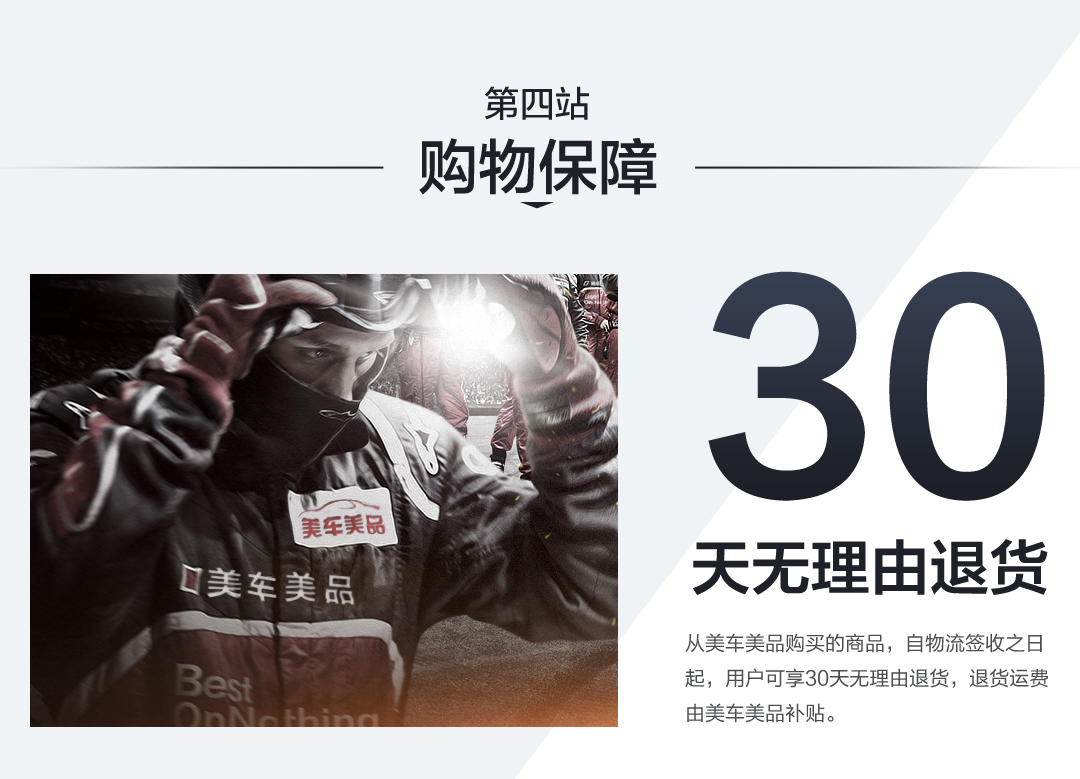 第四站
购物保障
美车美品
美车美品
Best
OnNothing
30
天无理由退货
从美车美品购买的商品，自物流签收之日
起，用户可享30天无理由退货，退货运费
由美车美品补贴。